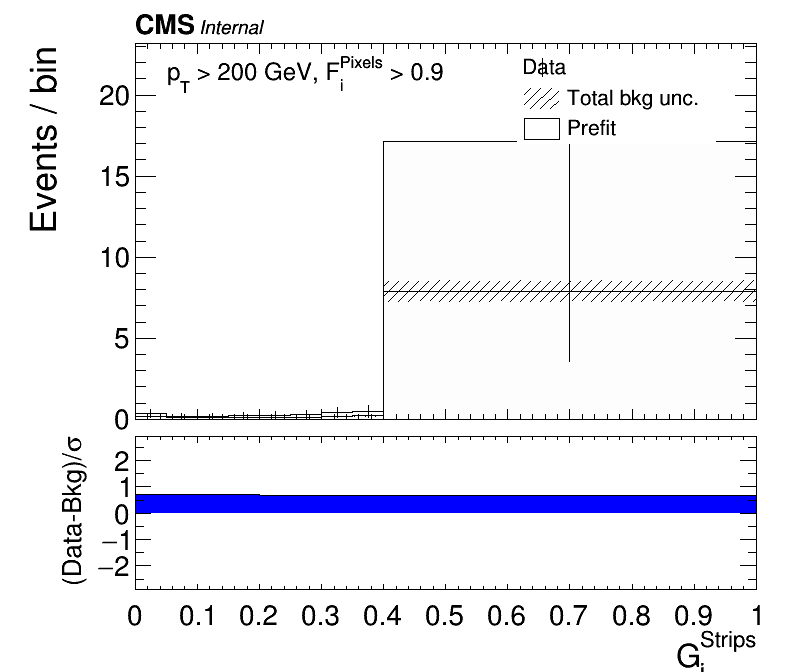 CMS Internal
p_T > 200 GeV, F_i^Pixels > 0.9
Data
Total bkg unc.
Prefit
Events / bin
20
15
10
5
0
(Data-Bkg)/σ
2
1
0
−1
−2
0 0.1 0.2 0.3 0.4 0.5 0.6 0.7 0.8 0.9 1
G_i^Strips